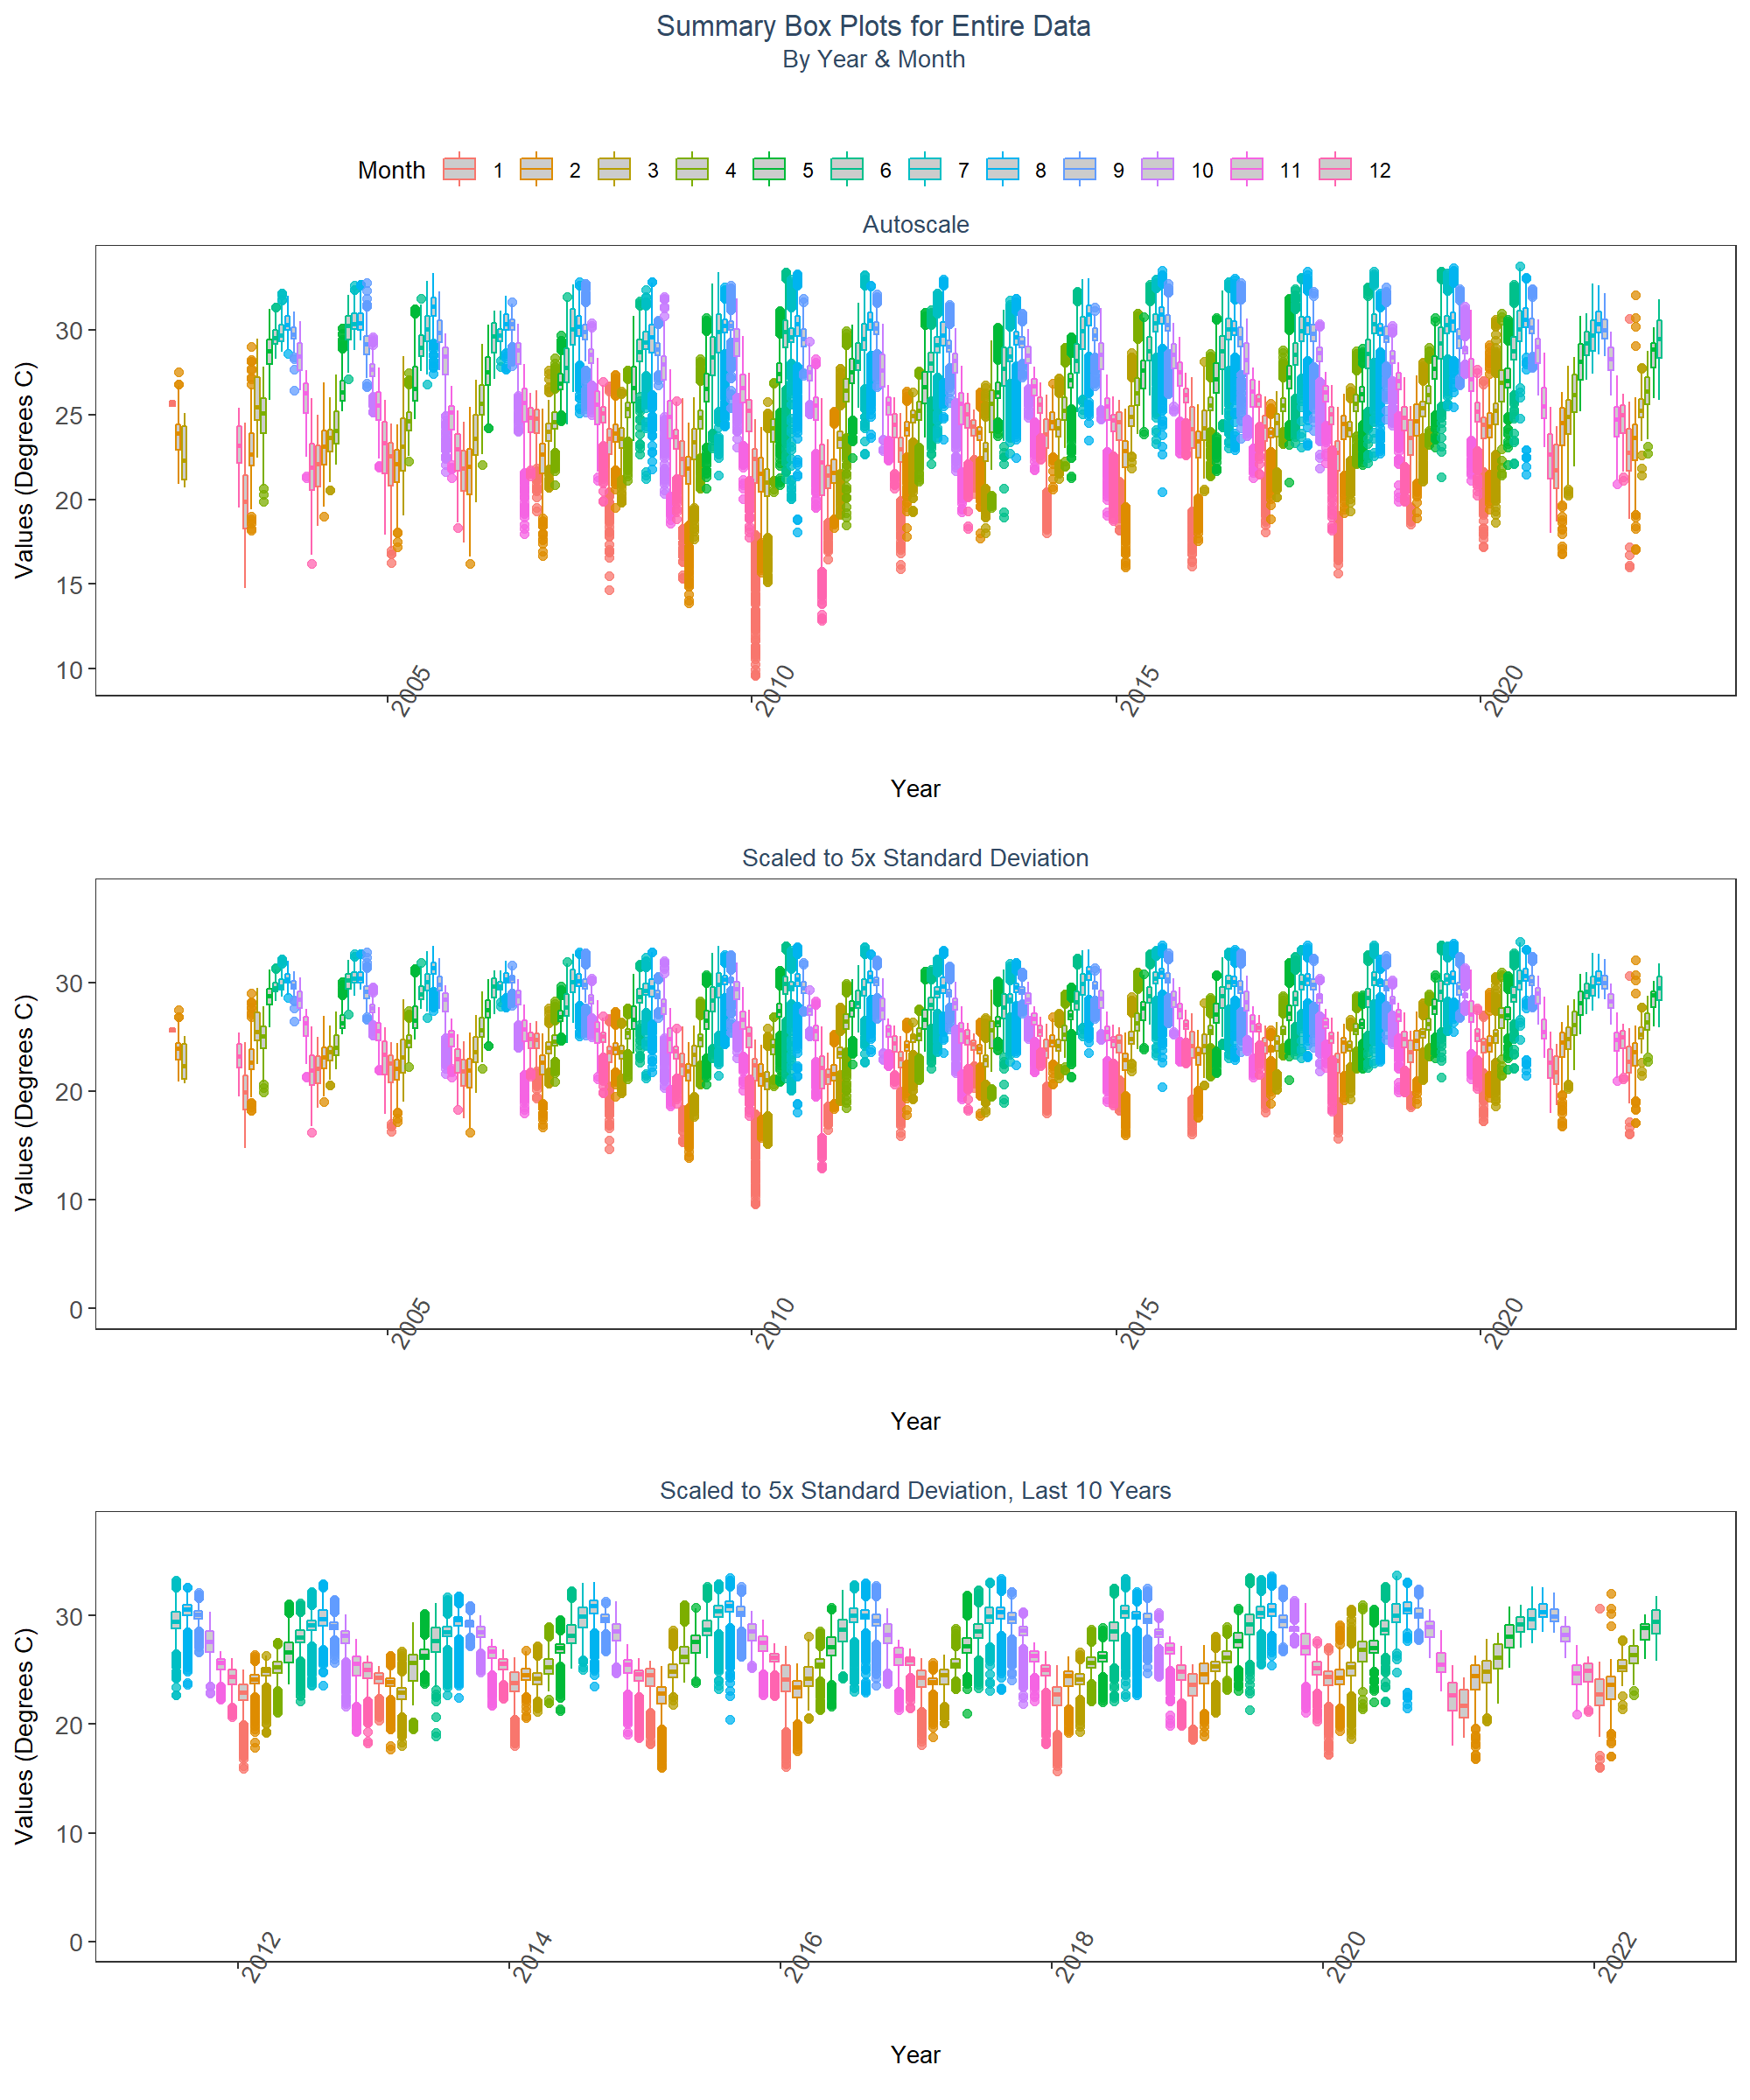 Summary Box Plots for Entire Data
By Year & Month
Month 1 2 3 4 5 6 7 8 9 10 11 12
Autoscale
Values (Degrees C)
30
25
20
15
10
2005 2010 2015 2020
Year
Scaled to 5x Standard Deviation
Values (Degrees C)
30
20
10
0
2005 2010 2015 2020
Year
Scaled to 5x Standard Deviation, Last 10 Years
Values (Degrees C)
30
20
10
0
2012 2014 2016 2018 2020 2022
Year